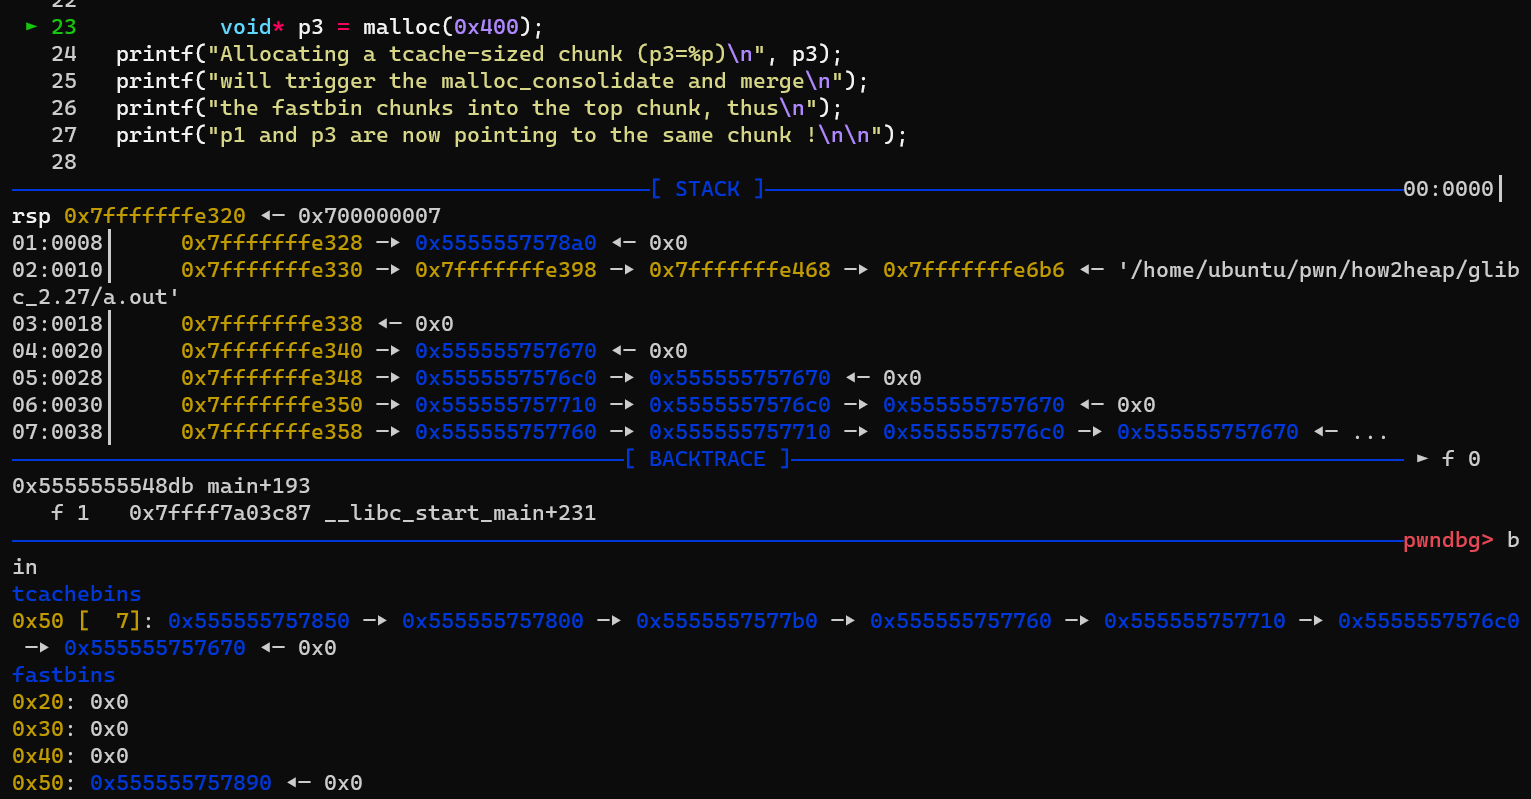 22
► 23           void* p3 = malloc(0x400);
   24   printf("Allocating a tcache-sized chunk (p3=%p)\n", p3);
   25   printf("will trigger the malloc_consolidate and merge\n");
   26   printf("the fastbin chunks into the top chunk, thus\n");
   27   printf("p1 and p3 are now pointing to the same chunk !\n\n");
   28
[ STACK ] 00:0000│
rsp 0x7fffffffe320 ◂— 0x700000007
01:0008│     0x7fffffffe328 —▸ 0x5555557578a0 ◂— 0x0
02:0010│     0x7fffffffe330 —▸ 0x7fffffffe398 —▸ 0x7fffffffe468 —▸ 0x7fffffffe6b6 ◂— '/home/ubuntu/pwn/how2heap/glib
c_2.27/a.out'
03:0018│     0x7fffffffe338 ◂— 0x0
04:0020│     0x7fffffffe340 —▸ 0x555555757670 ◂— 0x0
05:0028│     0x7fffffffe348 —▸ 0x5555557576c0 —▸ 0x555555757670 ◂— 0x0
06:0030│     0x7fffffffe350 —▸ 0x555555757710 —▸ 0x5555557576c0 —▸ 0x555555757670 ◂— 0x0
07:0038│     0x7fffffffe358 —▸ 0x555555757760 —▸ 0x555555757710 —▸ 0x5555557576c0 —▸ 0x555555757670 ◂— ...
[ BACKTRACE ] ► f 0
0x5555555548db main+193
   f 1   0x7ffff7a03c87 __libc_start_main+231
pwndbg> b
in
tcachebins
0x50 [  7]: 0x555555757850 —▸ 0x555555757800 —▸ 0x5555557577b0 —▸ 0x555555757760 —▸ 0x555555757710 —▸ 0x5555557576c0
 —▸ 0x555555757670 ◂— 0x0
fastbins
0x20: 0x0
0x30: 0x0
0x40: 0x0
0x50: 0x555555757890 ◂— 0x0